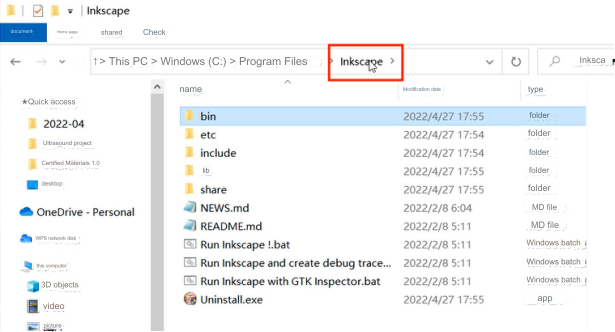 Inkscape
document Home page shared Check
This PC > Windows (C:) > Program Files > Inkscape > Inksca
name Modification date type
Quick access
2022-04
Ultrasound project
Certified Materials 1.0
desktop
OneDrive - Personal
WPS network disk
this computer
3D objects
video
picture
bin 2022/4/27 17:55 folder
etc 2022/4/27 17:54 folder
include 2022/4/27 17:54 folder
lib 2022/4/27 17:55 folder
share 2022/4/27 17:55 folder
NEWS.md 2022/2/8 6:04 MD file
README.md 2022/2/8 5:11 MD file
Run Inkscape !.bat 2022/2/8 5:11 Windows batch
Run Inkscape and create debug trace... 2022/2/8 5:11 Windows batch
Run Inkscape with GTK Inspector.bat 2022/2/8 5:11 Windows batch
Uninstall.exe 2022/4/27 17:55 app